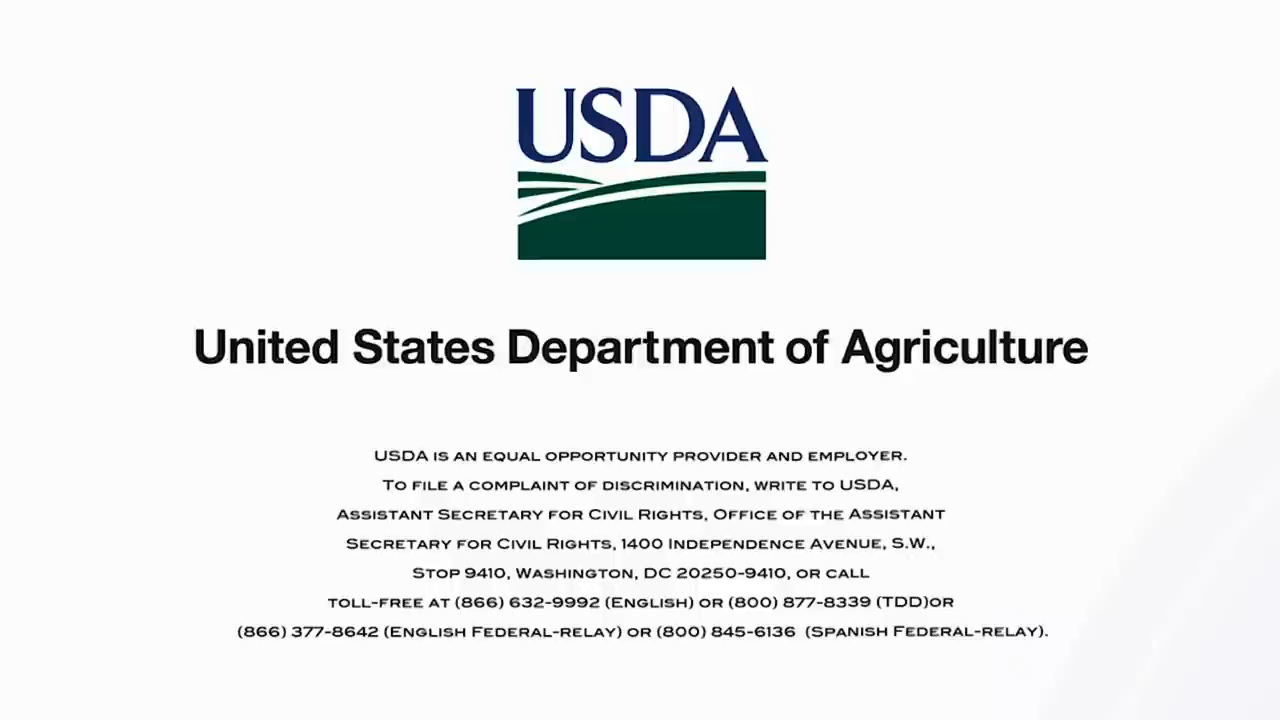 USDA
United States Department of Agriculture
USDA IS AN EQUAL OPPORTUNITY PROVIDER AND EMPLOYER.
TO FILE A COMPLAINT OF DISCRIMINATION, WRITE TO USDA,
ASSISTANT SECRETARY FOR CIVIL RIGHTS, OFFICE OF THE ASSISTANT
SECRETARY FOR CIVIL RIGHTS, 1400 INDEPENDENCE AVENUE, S.W.,
STOP 9410, WASHINGTON, DC 20250-9410, OR CALL
TOLL-FREE AT (866) 632-9992 (ENGLISH) OR (800) 877-8339 (TDD)OR
(866) 377-8642 (ENGLISH FEDERAL-RELAY) OR (800) 845-6136 (SPANISH FEDERAL-RELAY).